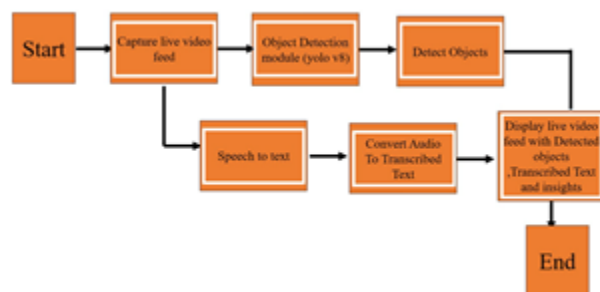 Start
Capture live video
feed
Object Detection
module (yolo v8)
Detect Objects
Speech to text
Convert Audio
To Transcribed
Text
Display live video
feed with Detected
objects
,Transcribed Text
and insights
End